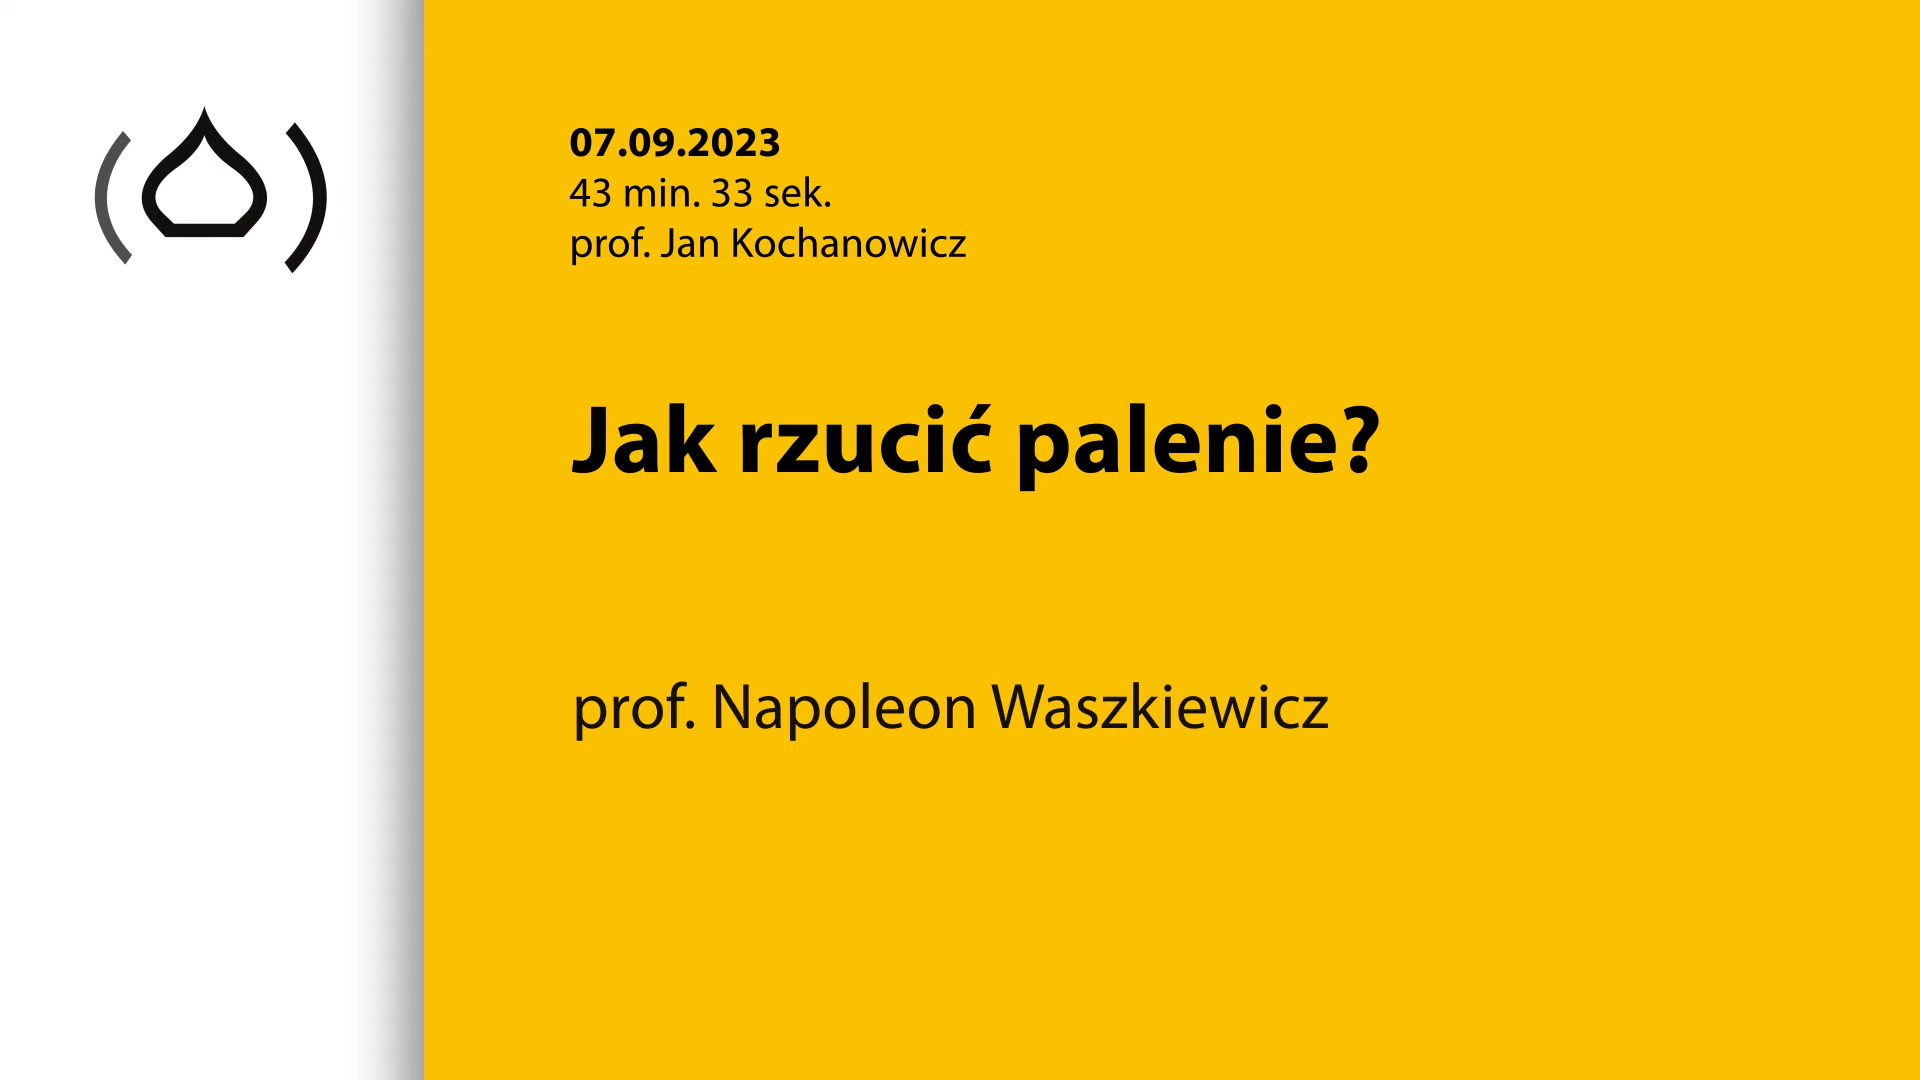 07.09.2023
43 min. 33 sek.
prof. Jan Kochanowicz
Jak rzucić palenie?
prof. Napoleon Waszkiewicz